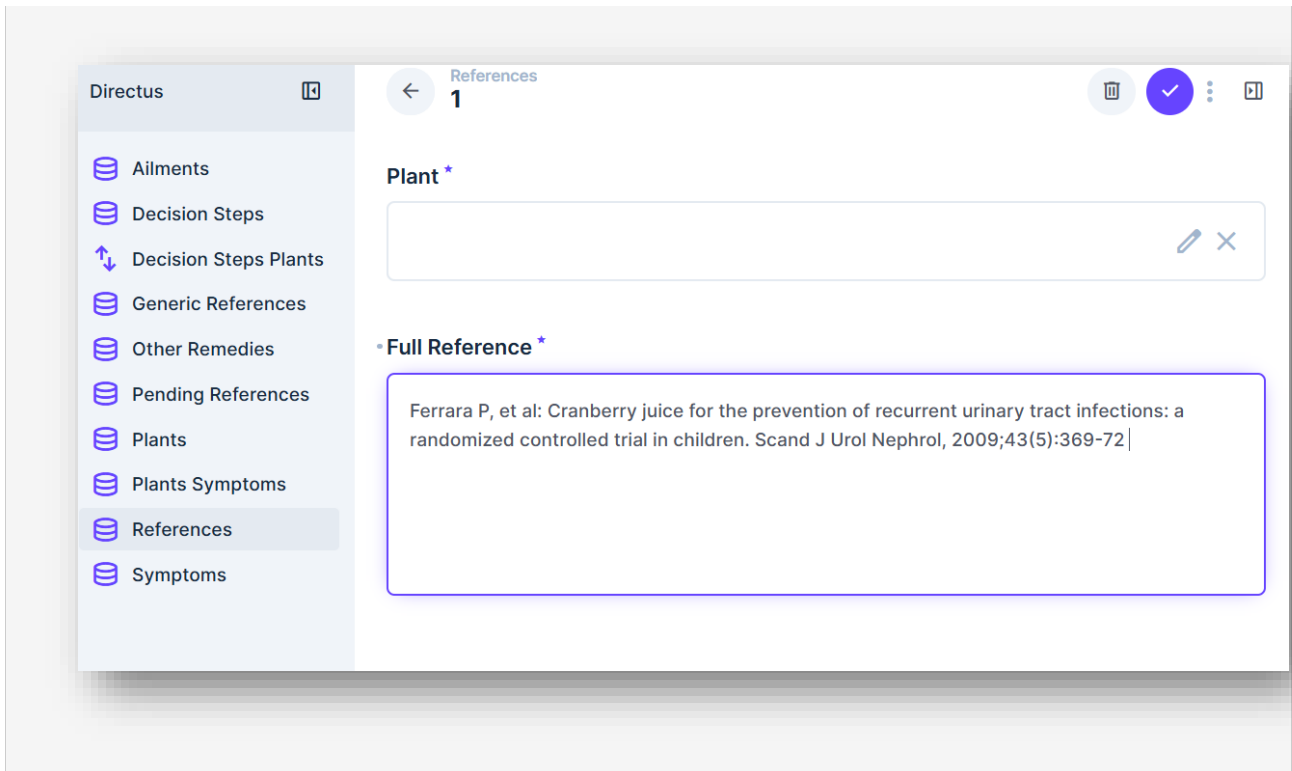 Directus
References
1
Ailments
Decision Steps
Decision Steps Plants
Generic References
Other Remedies
Pending References
Plants
Plants Symptoms
References
Symptoms
Plant *
Full Reference *
Ferrara P, et al: Cranberry juice for the prevention of recurrent urinary tract infections: a
randomized controlled trial in children. Scand J Urol Nephrol, 2009;43(5):369-72